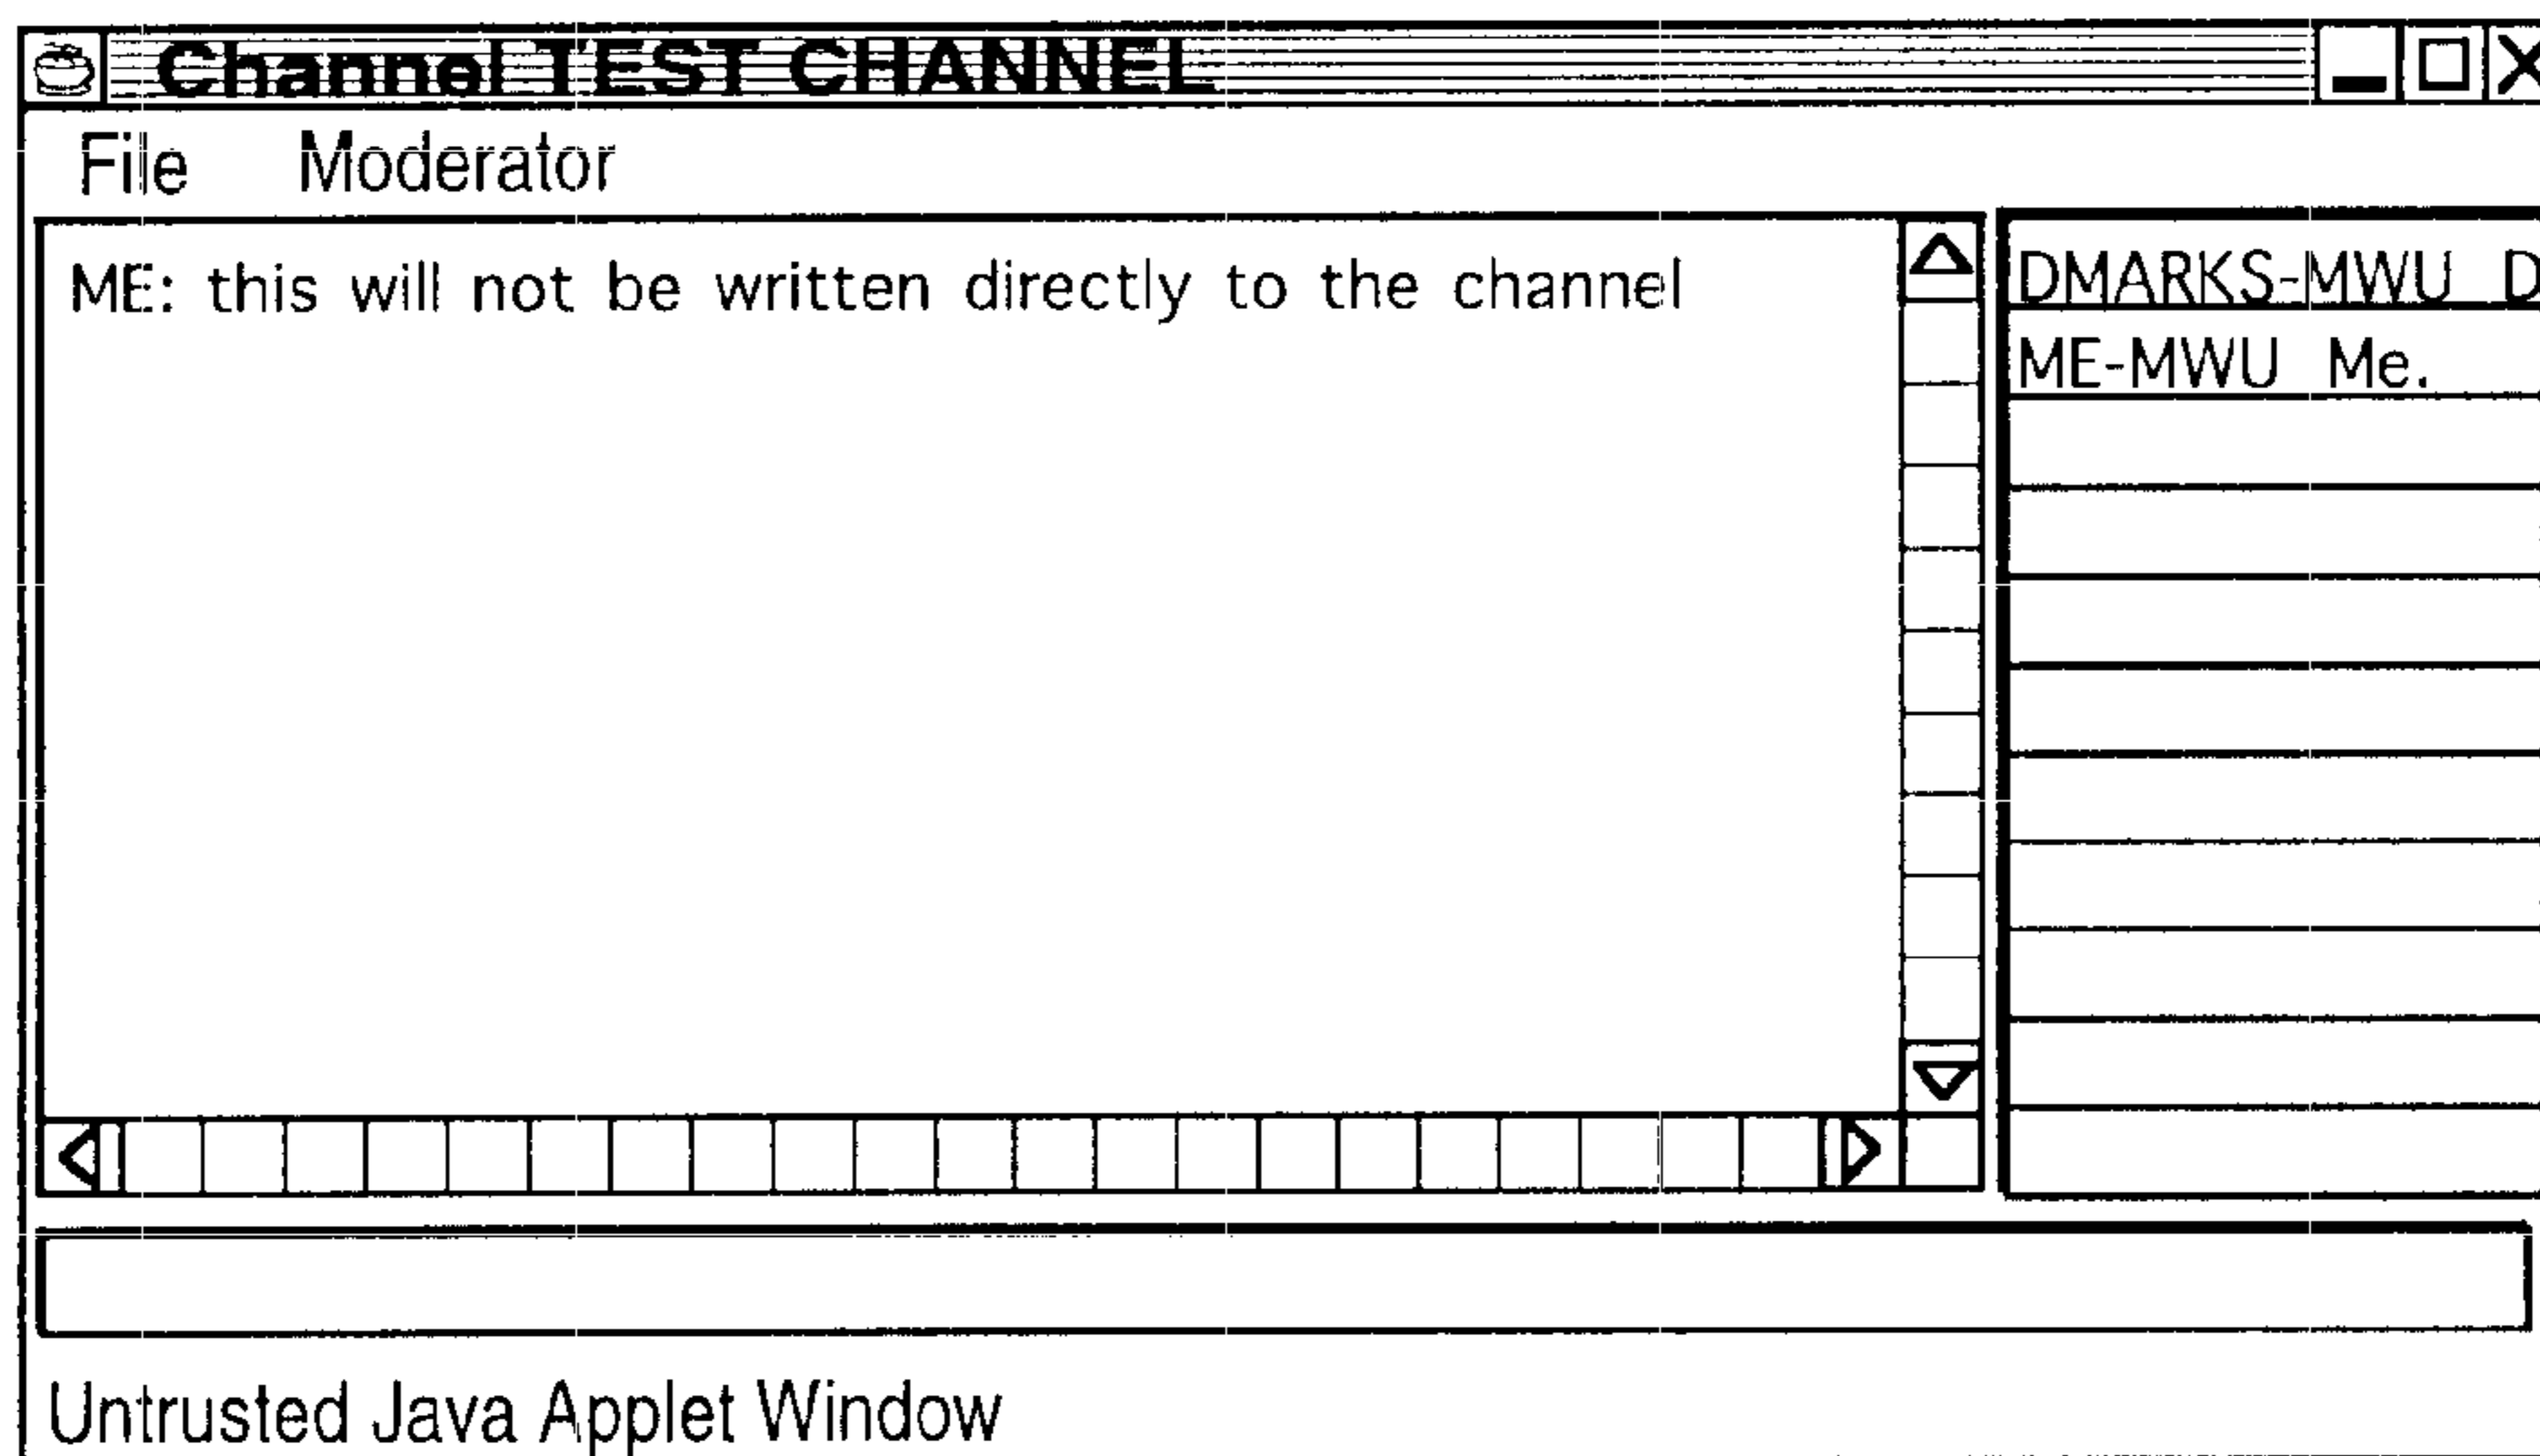 Channel TEST CHANNEL
File Moderator
ME: this will not be written directly to the channel
DMARKS-MWU D
ME-MWU Me.
Untrusted Java Applet Window